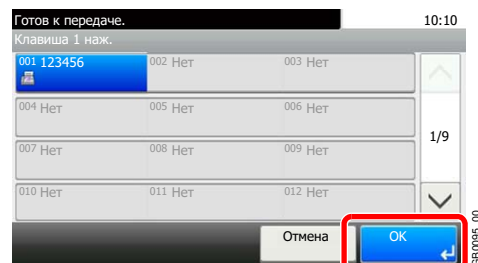 Готов к передаче. 10:10
Клавиша 1 наж.
001 123456 002 Нет 003 Нет
004 Нет 005 Нет 006 Нет
1/9
007 Нет 008 Нет 009 Нет
010 Нет 011 Нет 012 Нет
Отмена OK